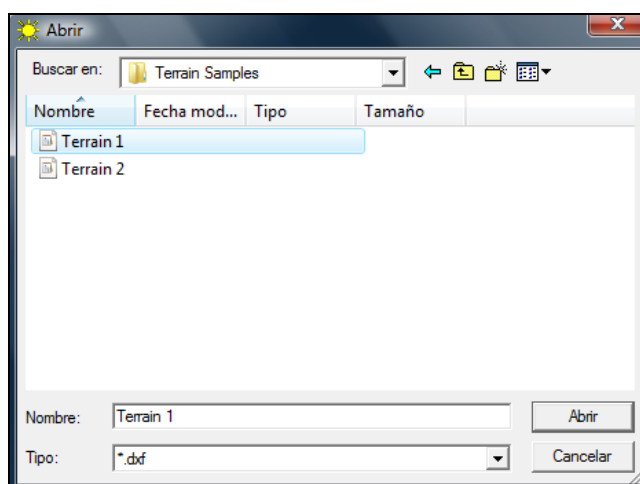 Abrir
Buscar en: Terrain Samples
Nombre Fecha mod... Tipo Tamaño
Terrain 1
Terrain 2
Nombre: Terrain 1 Abrir
Tipo: *.dxf Cancelar